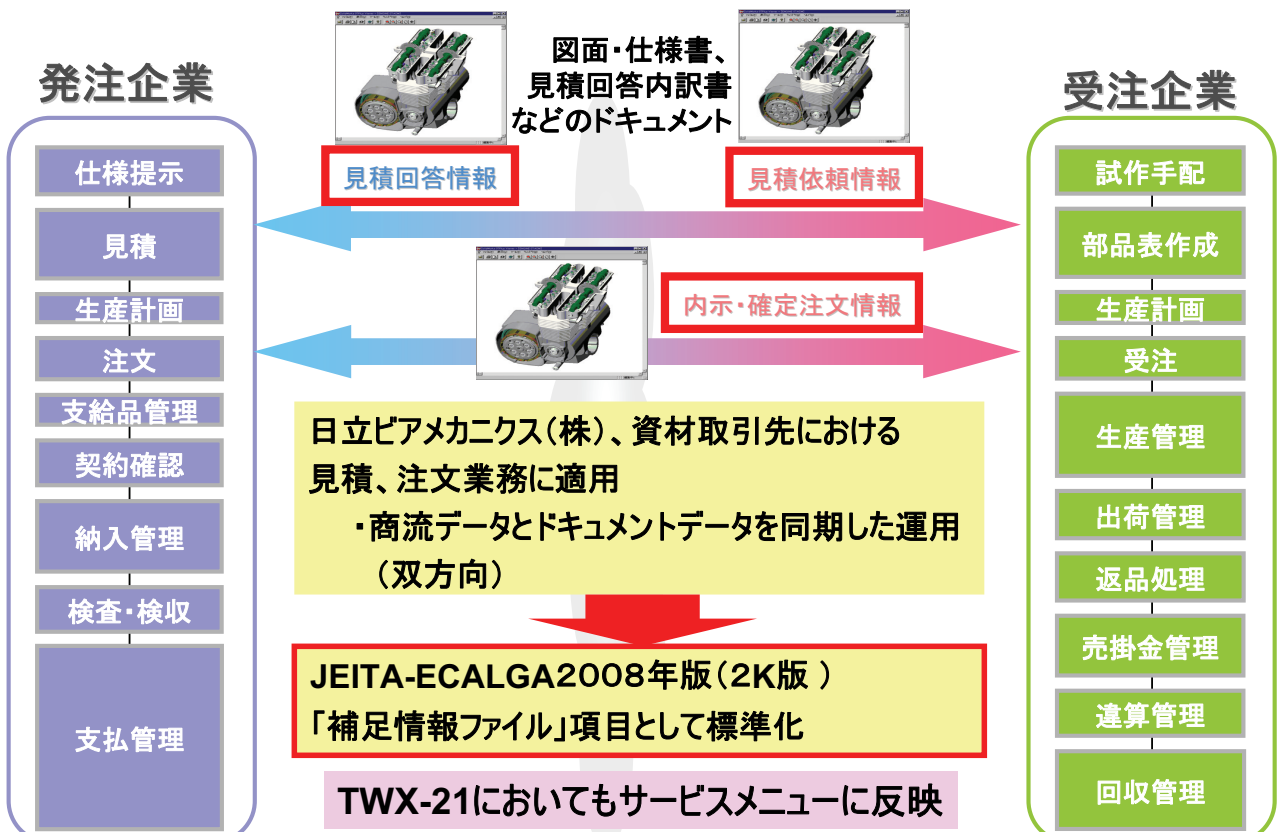 図面・仕様書、
見積回答内訳書
などのドキュメント
発注企業
受注企業
見積回答情報
見積依頼情報
内示・確定注文情報
仕様提示
見積
生産計画
注文
支給品管理
契約確認
納入管理
検査・検収
支払管理
日立ビアメカニクス（株）、資材取引先における
見積、注文業務に適用
・商流データとドキュメントデータを同期した運用
（双方向）
JEITA-ECALGA２００８年版（2K版 ）
「補足情報ファイル」項目として標準化
TWX-21においてもサービスメニューに反映
試作手配
部品表作成
生産計画
受注
生産管理
出荷管理
返品処理
売掛金管理
違算管理
回収管理